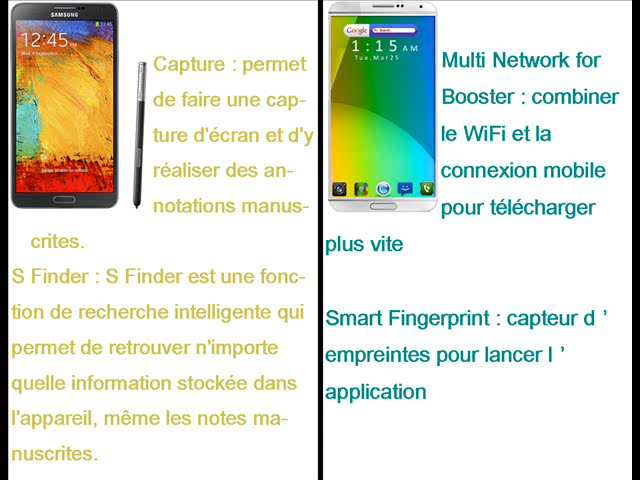 SAMSUNG
12:45
Capture : permet
de faire une cap-
ture d'écran et d'y
réaliser des an-
notations manus-
crites.
S Finder : S Finder est une fonc-
tion de recherche intelligente qui
permet de retrouver n'importe
quelle information stockée dans
l'appareil, même les notes ma-
nuscrites.
Google
1:15 AM
Tue, Mar 25
Multi Network for
Booster : combiner
le WiFi et la
connexion mobile
pour télécharger
plus vite
Smart Fingerprint : capteur d ’
empreintes pour lancer l ’
application